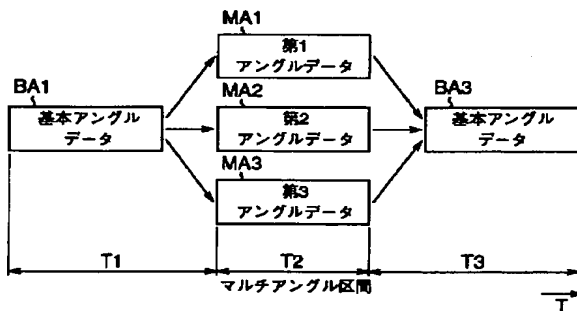 MA1
第1
アングルデータ
BA1
基本アングル
データ
MA2
第2
アングルデータ
BA3
基本アングル
データ
MA3
第3
アングルデータ
T1
T2
T3
マルチアングル区間
T